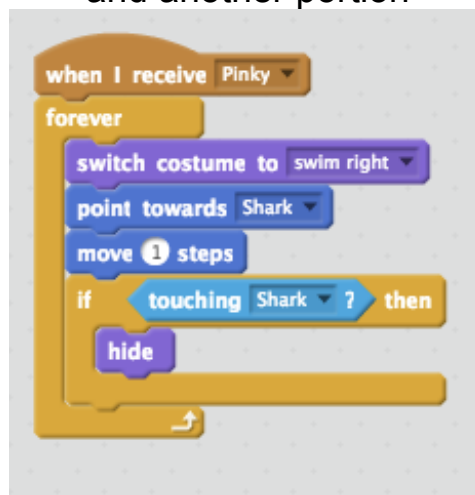 and another portion
when I receive Pinky
forever
switch costume to swim right
point towards Shark
move 1 steps
if touching Shark ? then
hide